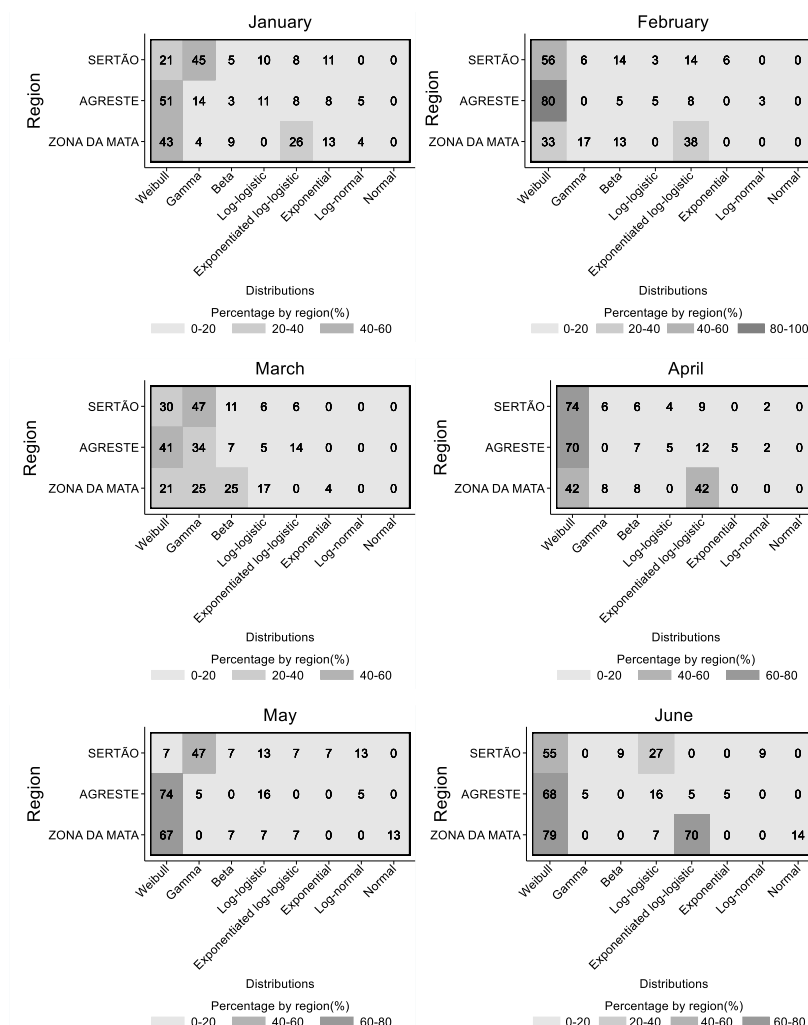 January
Region
SERTÃO 21 45 5 10 8 11 0 0
AGRESTE 51 14 3 11 8 8 5 0
ZONA DA MATA 43 4 9 0 26 13 4 0
Weibull Gamma Beta Log-logistic Exponentiated log-logistic Exponential Log-normal Normal
Distributions
Percentage by region(%)
0-20 20-40 40-60
February
Region
SERTÃO 56 6 14 3 14 6 0 0
AGRESTE 80 0 5 5 8 0 3 0
ZONA DA MATA 33 17 13 0 38 0 0 0
Weibull Gamma Beta Log-logistic Exponentiated log-logistic Exponential Log-normal Normal
Distributions
Percentage by region(%)
0-20 20-40 40-60 80-100
March
Region
SERTÃO 30 47 11 6 6 0 0 0
AGRESTE 41 34 7 5 14 0 0 0
ZONA DA MATA 21 25 25 17 0 4 0 0
Weibull Gamma Beta Log-logistic Exponentiated log-logistic Exponential Log-normal Normal
Distributions
Percentage by region(%)
0-20 20-40 40-60
April
Region
SERTÃO 74 6 6 4 9 0 2 0
AGRESTE 70 0 7 5 12 5 2 0
ZONA DA MATA 42 8 8 0 42 0 0 0
Weibull Gamma Beta Log-logistic Exponentiated log-logistic Exponential Log-normal Normal
Distributions
Percentage by region(%)
0-20 40-60 60-80
May
Region
SERTÃO 7 47 7 13 7 7 13 0
AGRESTE 74 5 0 16 0 0 5 0
ZONA DA MATA 67 0 7 7 7 0 0 13
Weibull Gamma Beta Log-logistic Exponentiated log-logistic Exponential Log-normal Normal
Distributions
Percentage by region(%)
0-20 40-60 60-80
June
Region
SERTÃO 55 0 9 27 0 0 9 0
AGRESTE 68 5 0 16 5 5 0 0
ZONA DA MATA 79 0 0 7 70 0 0 14
Weibull Gamma Beta Log-logistic Exponentiated log-logistic Exponential Log-normal Normal
Distributions
Percentage by region(%)
0-20 20-40 40-60 60-80